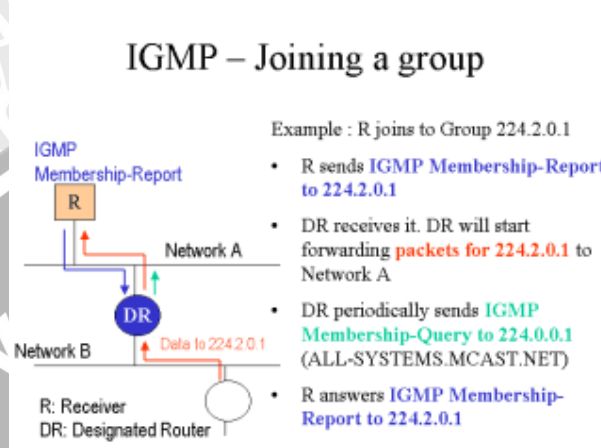 IGMP – Joining a group
Example : R joins to Group 224.2.0.1
• R sends IGMP Membership-Report
to 224.2.0.1
• DR receives it. DR will start
forwarding packets for 224.2.0.1 to
Network A
• DR periodically sends IGMP
Membership-Query to 224.0.0.1
(ALL-SYSTEMS.MCAST.NET)
• R answers IGMP Membership-
Report to 224.2.0.1
IGMP
Membership-Report
R
Network A
DR
Data to 224.2.0.1
Network B
R: Receiver
DR: Designated Router